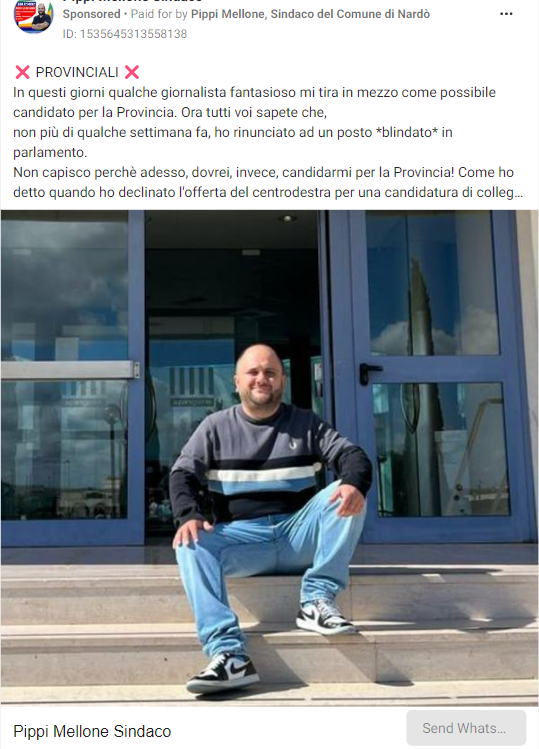 Pippi Mellone Sindaco
Sponsored • Paid for by Pippi Mellone, Sindaco del Comune di Nardò
ID: 1535645313558138
❌ PROVINCIALI ❌
In questi giorni qualche giornalista fantasioso mi tira in mezzo come possibile
candidato per la Provincia. Ora tutti voi sapete che,
non più di qualche settimana fa, ho rinunciato ad un posto *blindato* in
parlamento.
Non capisco perchè adesso, dovrei, invece, candidarmi per la Provincia! Come ho
detto quando ho declinato l'offerta del centrodestra per una candidatura di colleg...
Pippi Mellone Sindaco
Send Whats...